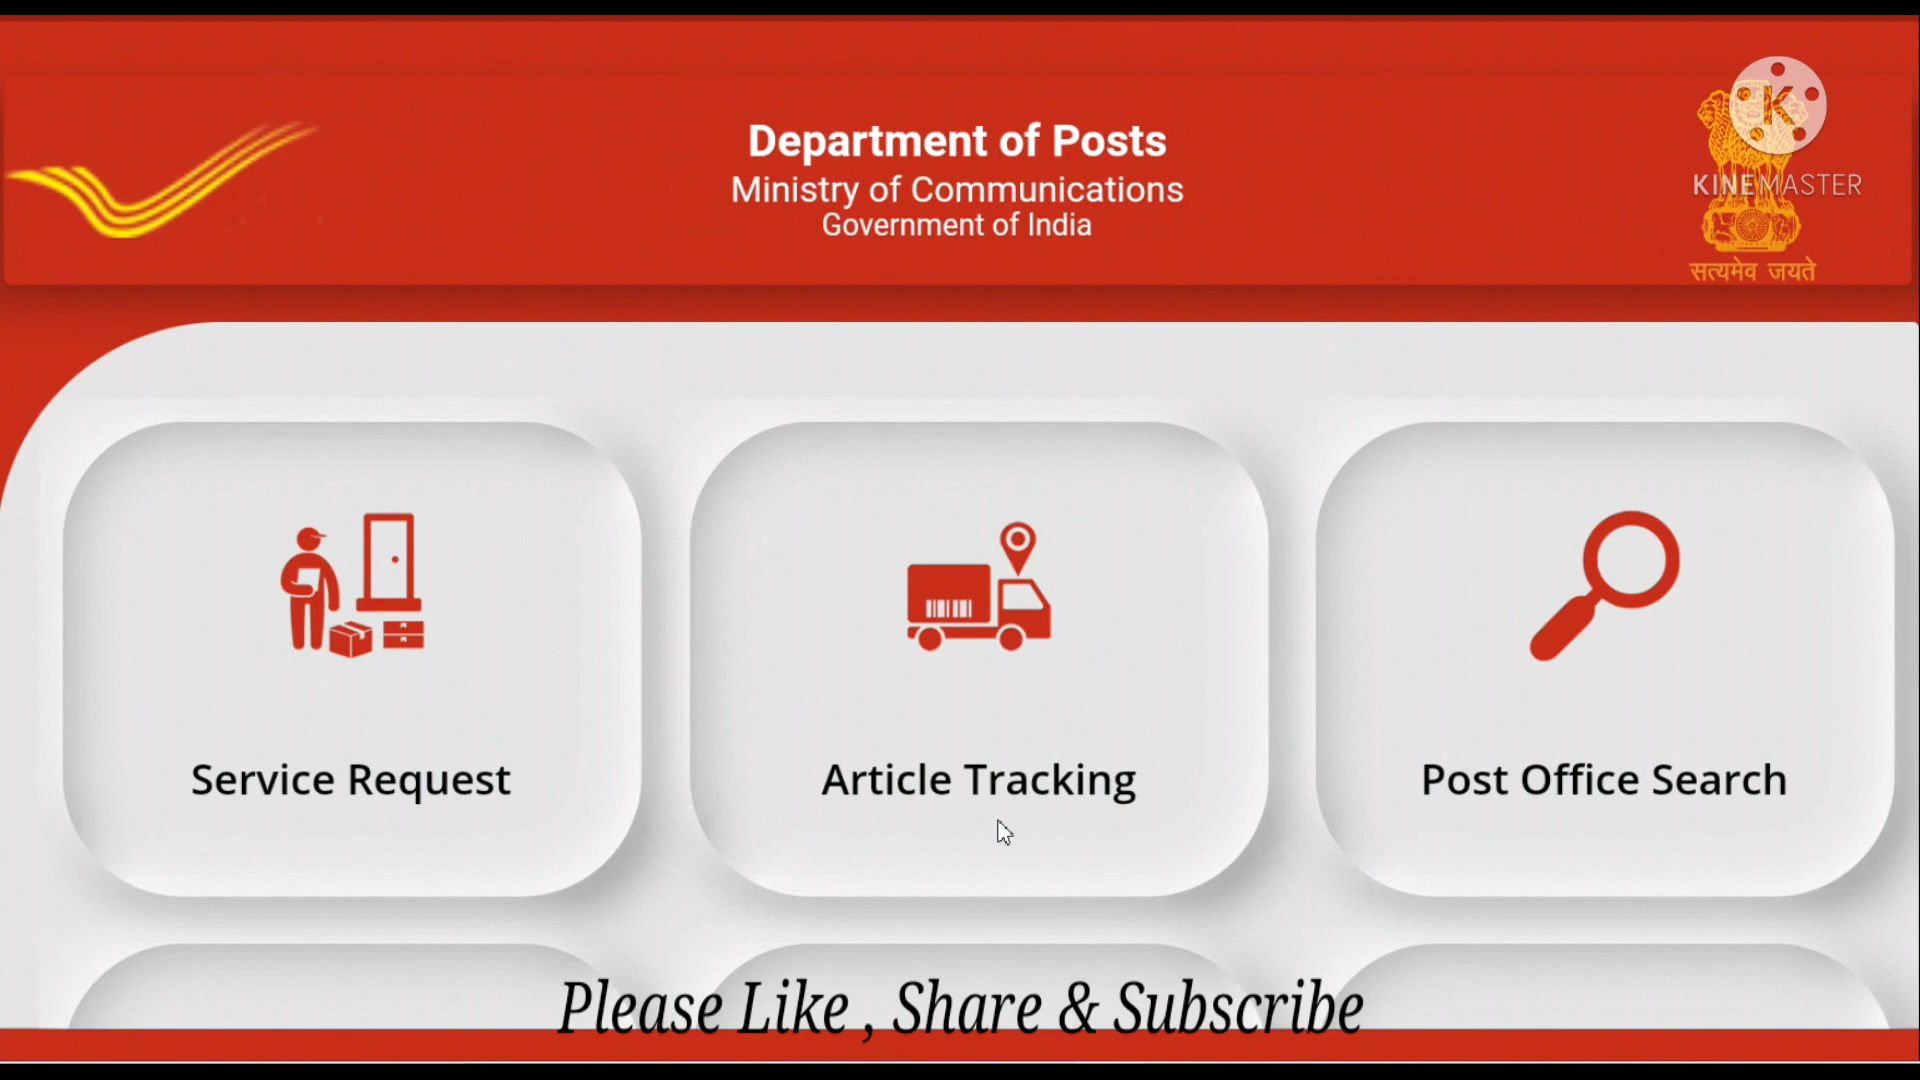 Department of Posts
Ministry of Communications
Government of India
KINEMASTER
सत्यमेव जयते
Service Request
Article Tracking
Post Office Search
Please Like , Share & Subscribe